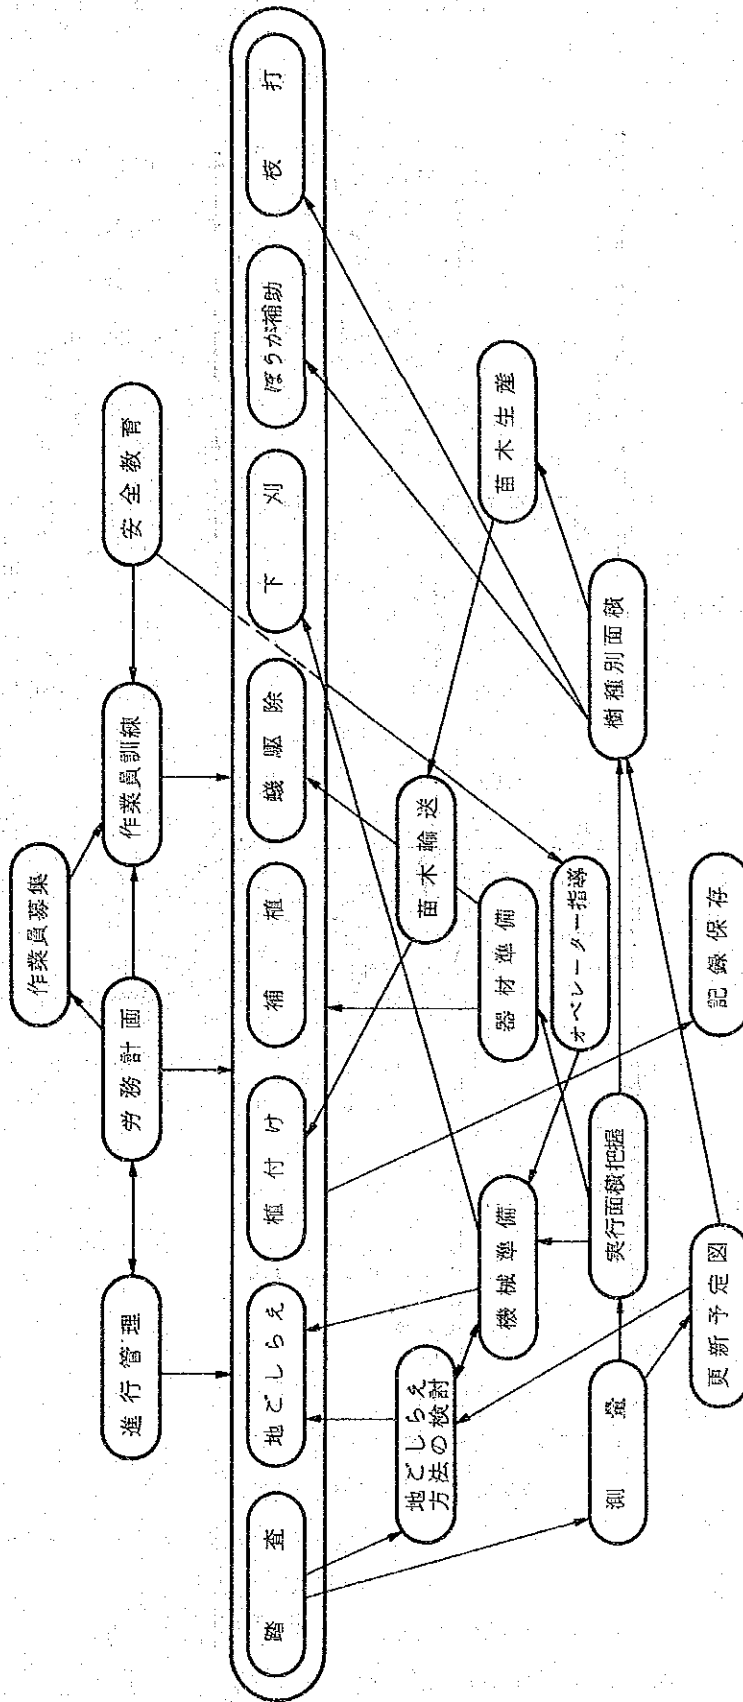 作業員募集
進行管理
労務計画
作業員訓練
安全教育
踏査
地ごしらえ
植付け
補植
蟻駆除
下刈
ぼうが補助
枝打
地ごしらえ
方法の検討
苗木輸送
機械準備
器材準備
苗木生産
オペレーター指導
測量
実行面積把握
樹種別面積
更新予定図
記録保存